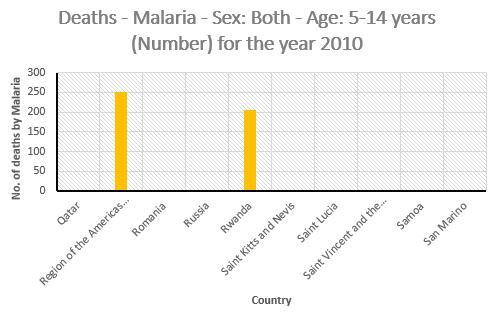 Deaths - Malaria - Sex: Both - Age: 5-14 years
(Number) for the year 2010
No. of deaths by Malaria
300
250
200
150
100
50
0
Qatar
Region of the Americas...
Romania
Russia
Rwanda
Saint Kitts and Nevis
Saint Lucia
Saint Vincent and the...
Samoa
San Marino
Country